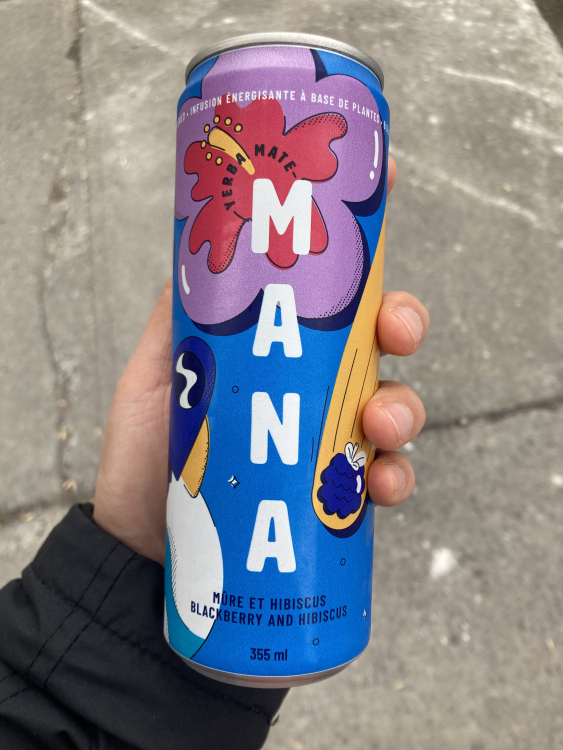 INFUSION ÉNERGISANTE À BASE DE PLANTES
YERBA MATE
MANA
MÛRE ET HIBISCUS
BLACKBERRY AND HIBISCUS
355 ml